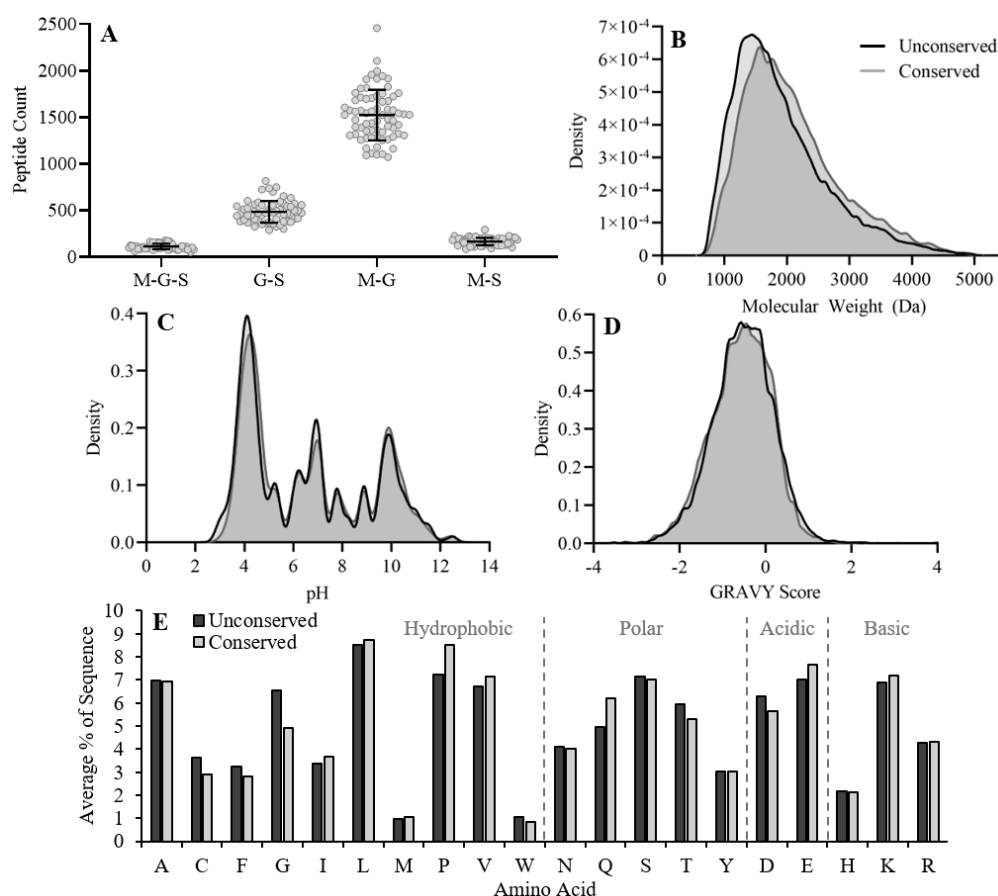 A
2500
2000
1500
1000
500
0
Peptide Count
M-G-S G-S M-G M-S
B
Unconserved
Conserved
7×10⁻⁴
6×10⁻⁴
5×10⁻⁴
4×10⁻⁴
3×10⁻⁴
2×10⁻⁴
1×10⁻⁴
0
Density
0 1000 2000 3000 4000 5000
Molecular Weight (Da)
C
0.4
0.3
0.2
0.1
0.0
Density
0 2 4 6 8 10 12 14
pH
D
0.6
0.5
0.4
0.3
0.2
0.1
0.0
Density
-4 -2 0 2 4
GRAVY Score
E
Unconserved
Conserved
Hydrophobic Polar Acidic Basic
10
9
8
7
6
5
4
3
2
1
0
Average % of Sequence
A C F G I L M P V W N Q S T Y D E H K R
Amino Acid